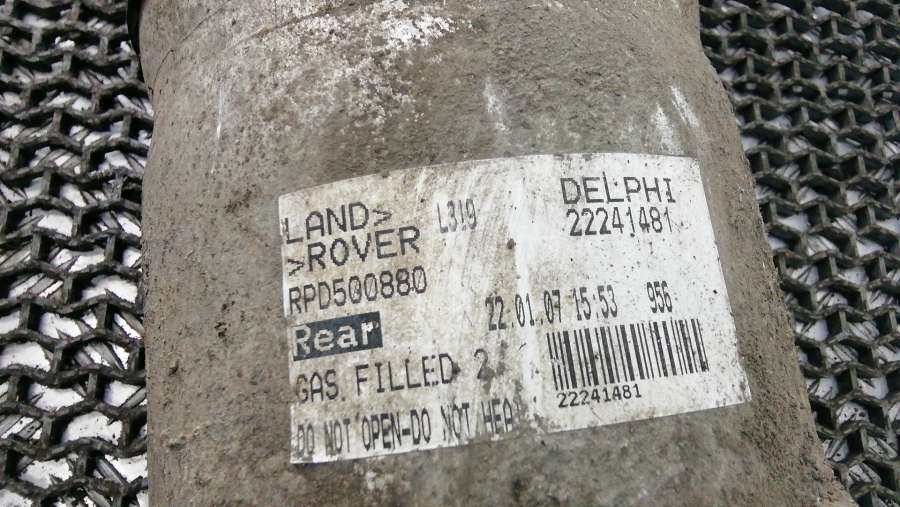 LAND> L319
>ROVER
RPD500880
Rear
GAS FILLED 2
DO NOT OPEN-DO NOT HEA
DELPHI
22241481
22.01.07 15:53 956
22241481